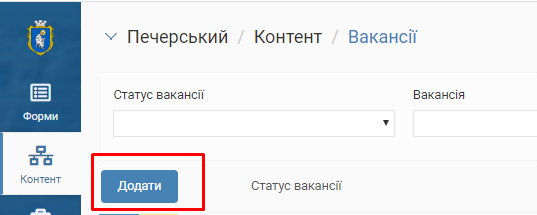 Печерський / Контент / Вакансії
Форми
Контент
Статус вакансії
Вакансія
Додати
Статус вакансії